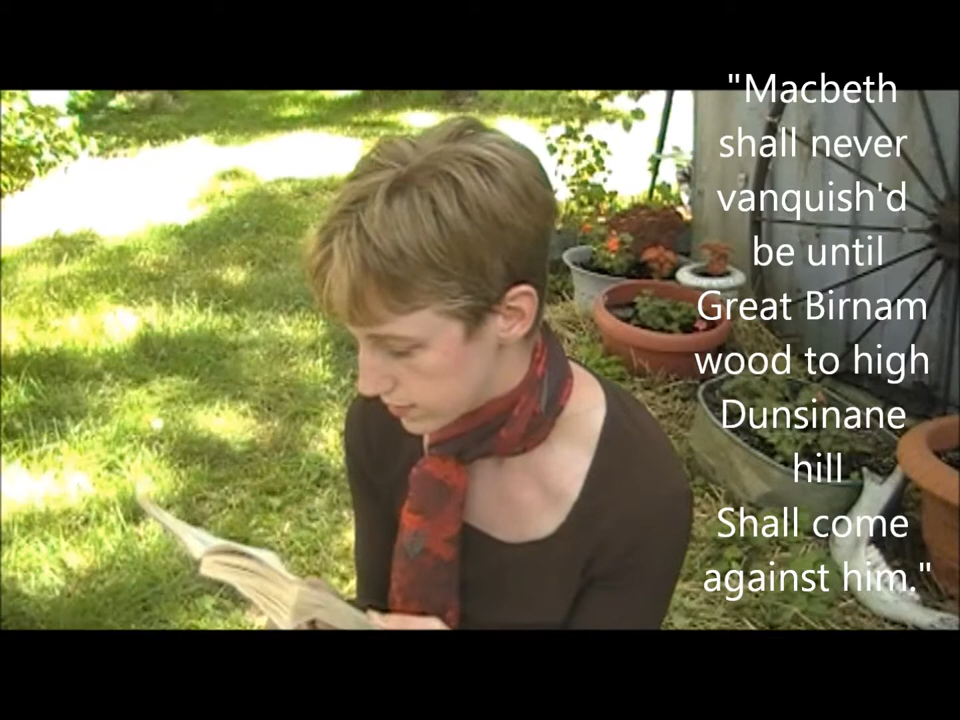 "Macbeth
shall never
vanquish'd
be until
Great Birnam
wood to high
Dunsinane
hill
Shall come
against him."